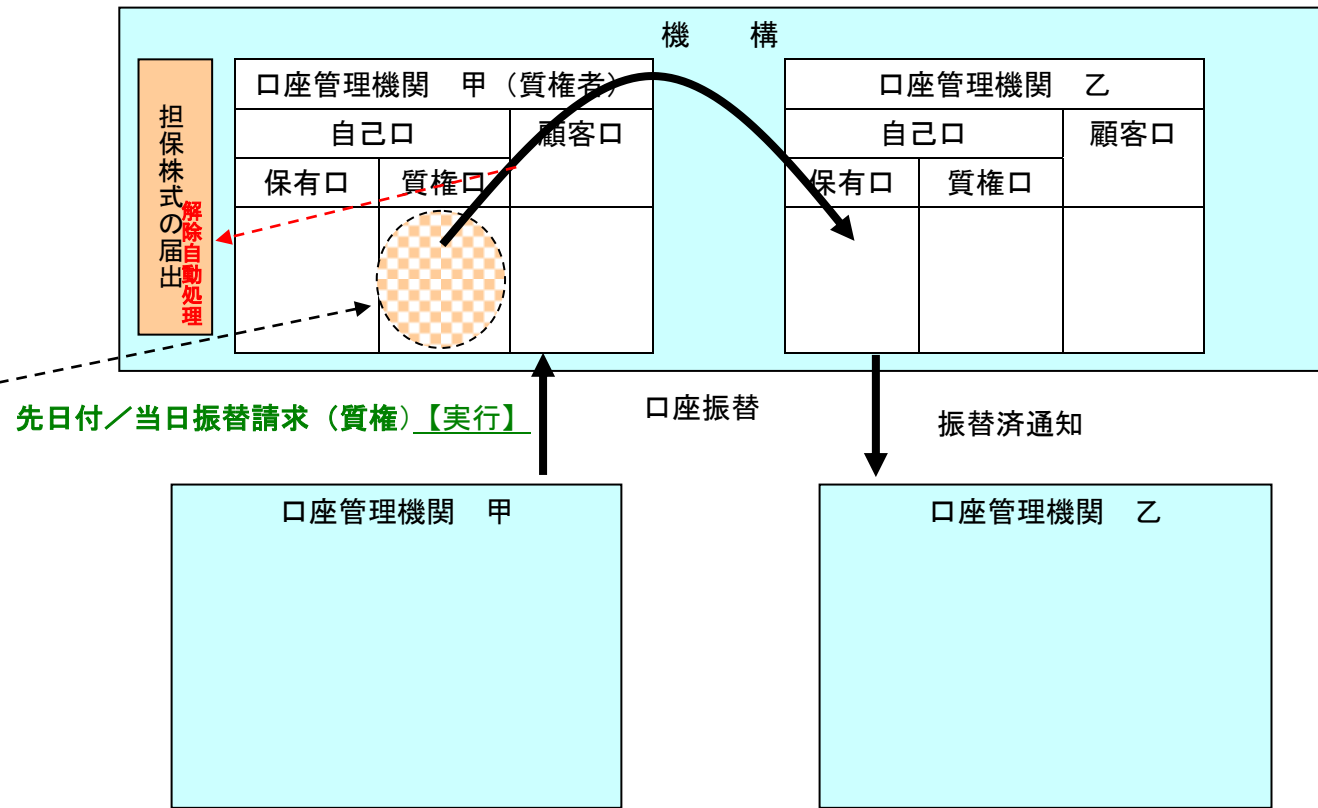 機　構
担保株式の届出
解除自動処理
口座管理機関　甲（質権者）
自己口
顧客口
保有口
質権口
口座管理機関　乙
自己口
顧客口
保有口
質権口
先日付／当日振替請求（質権）【実行】
口座振替
振替済通知
口座管理機関　甲
口座管理機関　乙